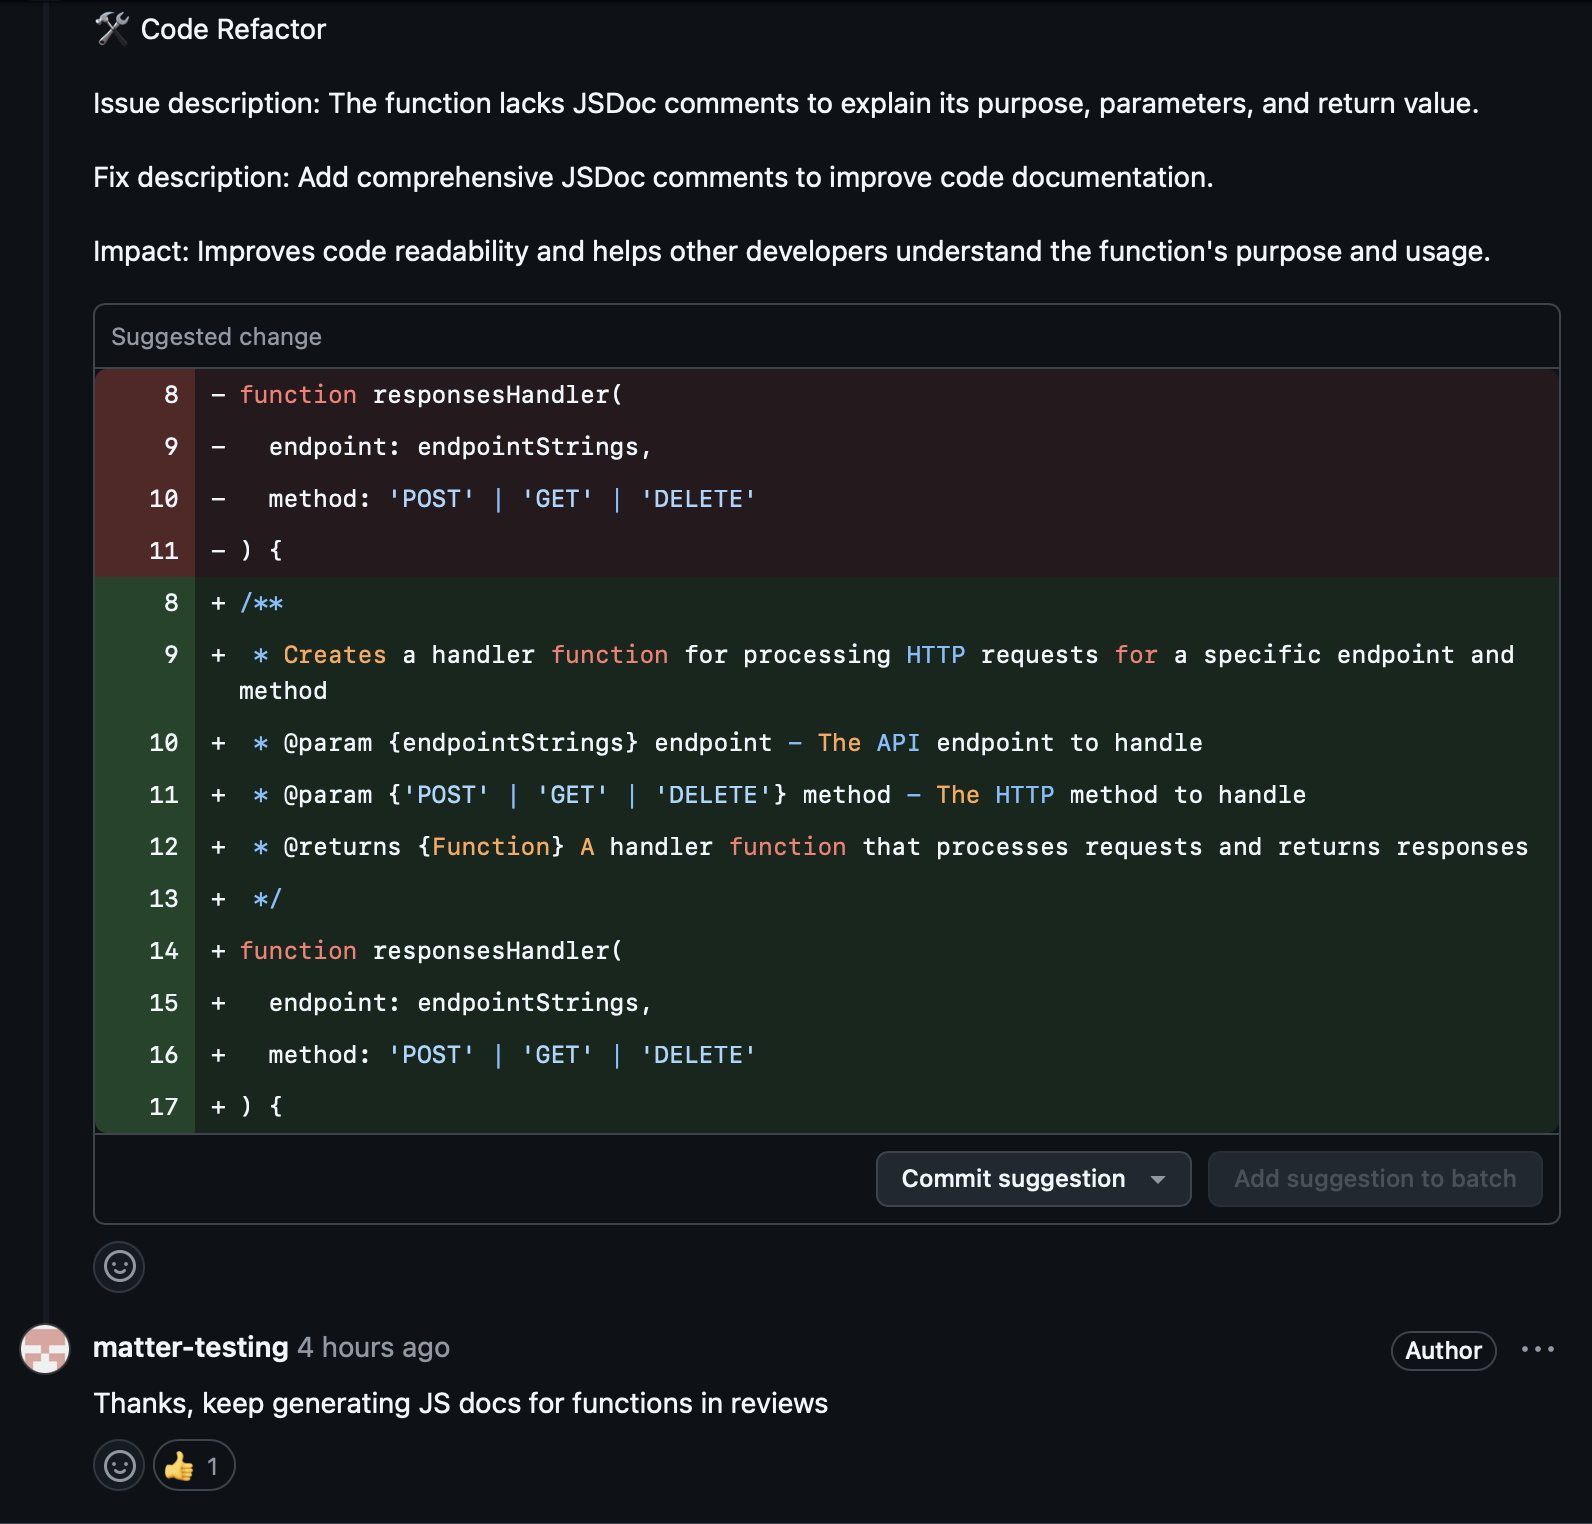 🛠️ Code Refactor
Issue description: The function lacks JSDoc comments to explain its purpose, parameters, and return value.
Fix description: Add comprehensive JSDoc comments to improve code documentation.
Impact: Improves code readability and helps other developers understand the function's purpose and usage.
Suggested change
8 - function responsesHandler(
9 -   endpoint: endpointStrings,
10 -   method: 'POST' | 'GET' | 'DELETE'
11 - ) {
8 + /**
9 +  * Creates a handler function for processing HTTP requests for a specific endpoint and
method
10 +  * @param {endpointStrings} endpoint - The API endpoint to handle
11 +  * @param {'POST' | 'GET' | 'DELETE'} method - The HTTP method to handle
12 +  * @returns {Function} A handler function that processes requests and returns responses
13 +  */
14 + function responsesHandler(
15 +   endpoint: endpointStrings,
16 +   method: 'POST' | 'GET' | 'DELETE'
17 + ) {
Commit suggestion
Add suggestion to batch
matter-testing 4 hours ago
Author
Thanks, keep generating JS docs for functions in reviews
👍 1